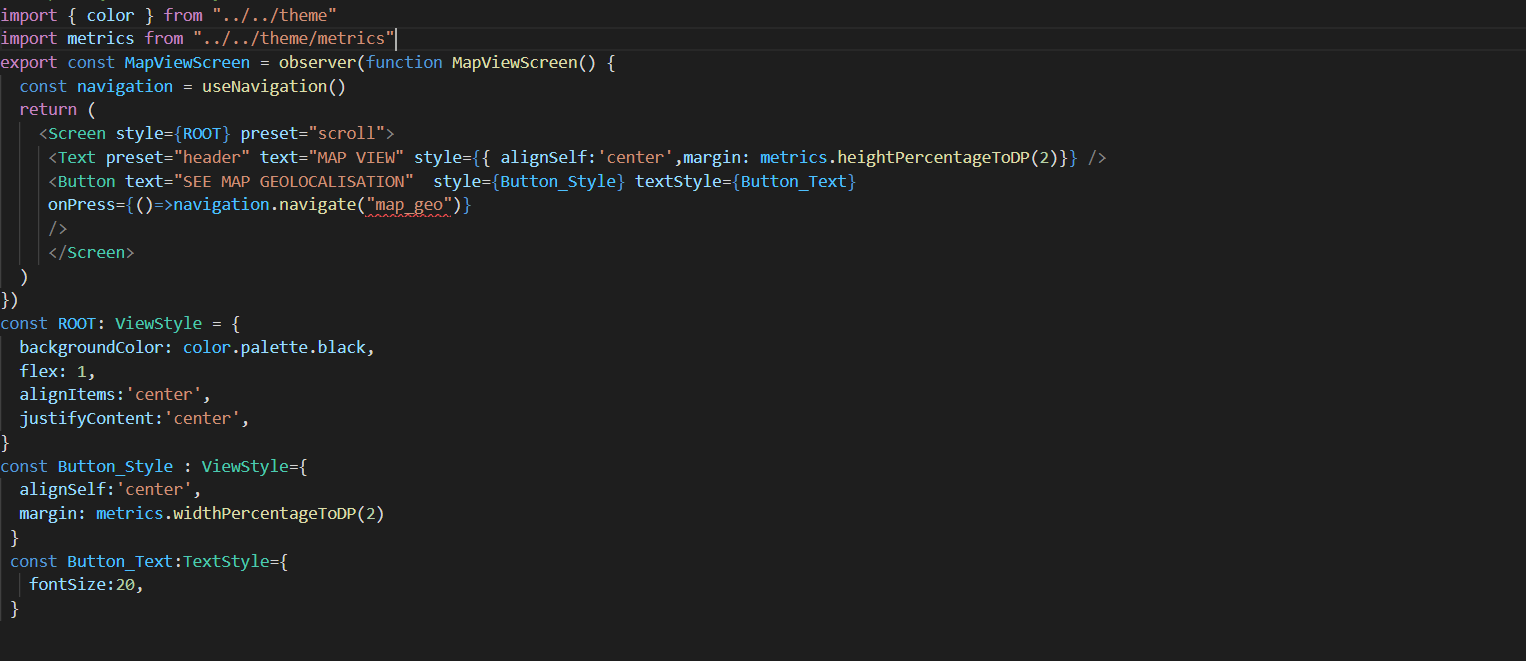 import { color } from "../../theme"
import metrics from "../../theme/metrics"
export const MapViewScreen = observer(function MapViewScreen() {
  const navigation = useNavigation()
  return (
    <Screen style={ROOT} preset="scroll">
     <Text preset="header" text="MAP VIEW" style={{ alignSelf:'center',margin: metrics.heightPercentageToDP(2)}} />
     <Button text="SEE MAP GEOLOCALISATION"  style={Button_Style} textStyle={Button_Text}
     onPress={()=>navigation.navigate("map_geo")}
     />
     </Screen>
  )
})
const ROOT: ViewStyle = {
  backgroundColor: color.palette.black,
  flex: 1,
  alignItems:'center',
  justifyContent:'center',
}
const Button_Style : ViewStyle={
  alignSelf:'center',
  margin: metrics.widthPercentageToDP(2)
 }
 const Button_Text:TextStyle={
   fontSize:20,
 }